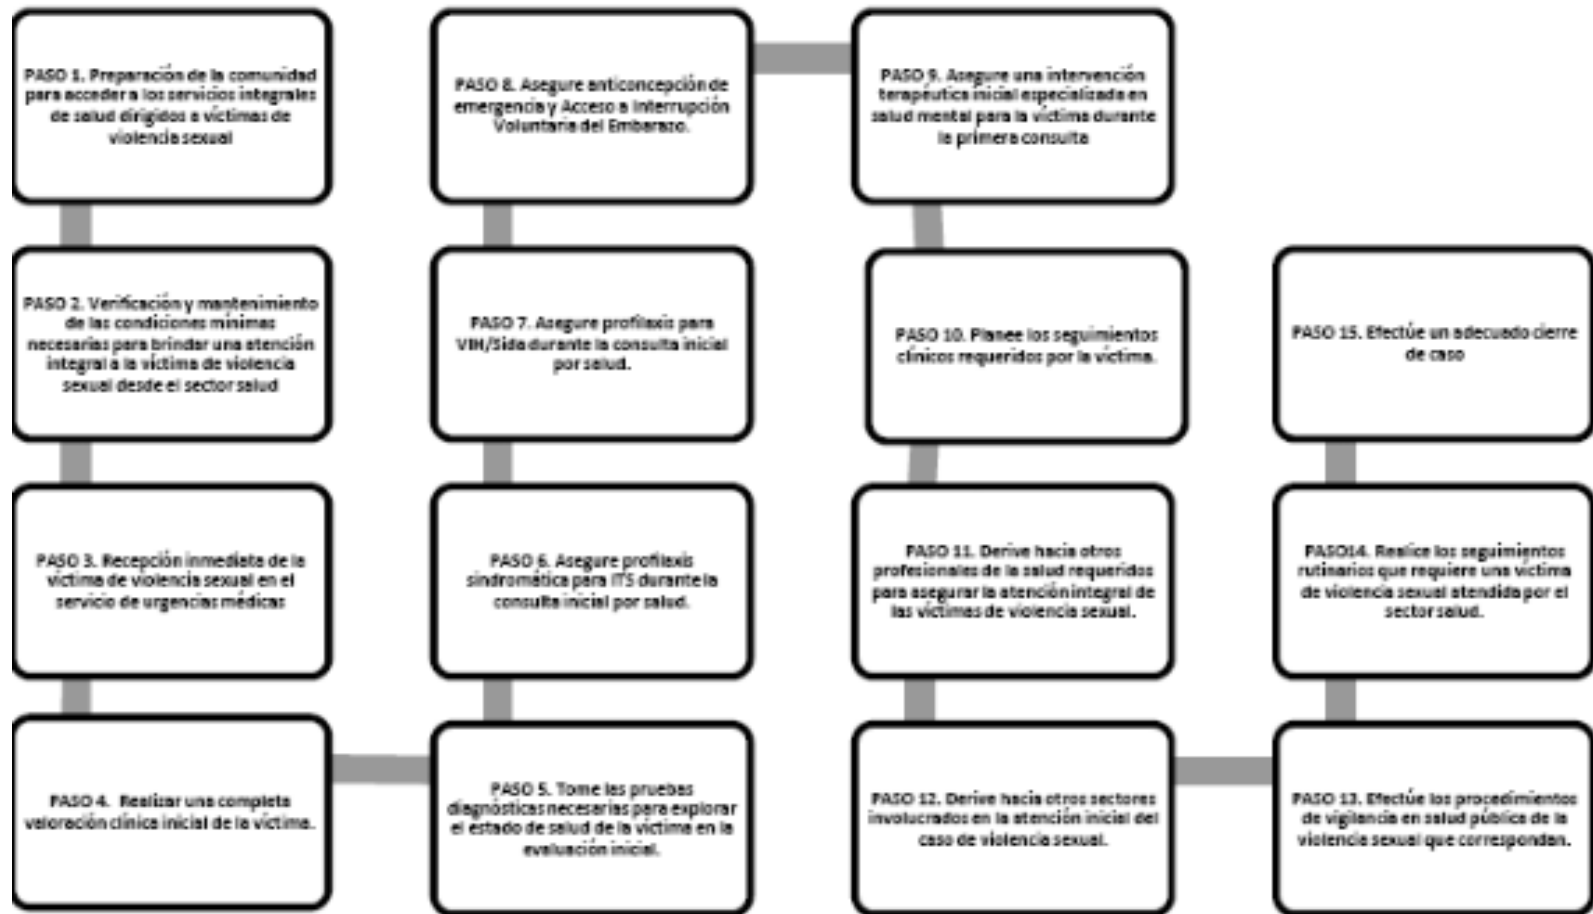 PASO 1. Preparación de la comunidad
para acceder a los servicios integrales
de salud dirigidos a víctimas de
violencia sexual
PASO 2. Verificación y mantenimiento
de las condiciones mínimas
necesarias para brindar una atención
integral a la víctima de violencia
sexual desde el sector salud
PASO 3. Recepción inmediata de la
víctima de violencia sexual en el
servicio de urgencias médicas
PASO 4. Realizar una completa
valoración clínica inicial de la víctima.
PASO 5. Tome las pruebas
diagnósticas necesarias para explorar
el estado de salud de la víctima en la
evaluación inicial.
PASO 6. Asegure profilaxis
sindromática para ITS durante la
consulta inicial por salud.
PASO 7. Asegure profilaxis para
VIH/Sida durante la consulta inicial
por salud.
PASO 8. Asegure anticoncepción de
emergencia y Acceso a Interrupción
Voluntaria del Embarazo.
PASO 9. Asegure una intervención
terapéutica inicial especializada en
salud mental para la víctima durante
la primera consulta
PASO 10. Planee los seguimientos
clínicos requeridos por la víctima.
PASO 11. Derive hacia otros
profesionales de la salud requeridos
para asegurar la atención integral de
las víctimas de violencia sexual.
PASO 12. Derive hacia otros sectores
involucrados en la atención inicial del
caso de violencia sexual.
PASO 13. Efectúe los procedimientos
de vigilancia en salud pública de la
violencia sexual que correspondan.
PASO14. Realice los seguimientos
rutinarios que requiere una víctima
de violencia sexual atendida por el
sector salud.
PASO 15. Efectúe un adecuado cierre
de caso